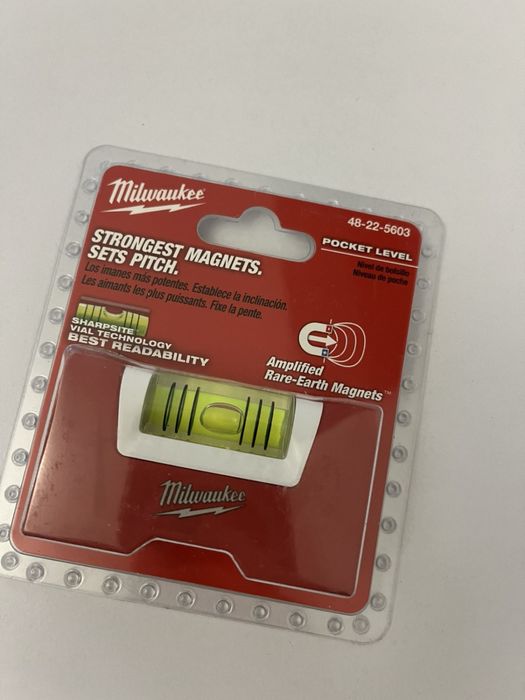 Milwaukee
48-22-5603
POCKET LEVEL
Nivel de bolsillo
Niveau de poche
STRONGEST MAGNETS.
SETS PITCH.
Los imanes más potentes. Establece la inclinación.
Les aimants les plus puissants. Fixe la pente.
SHARPSITE
VIAL TECHNOLOGY
BEST READABILITY
Amplified
Rare-Earth Magnets™
Milwaukee